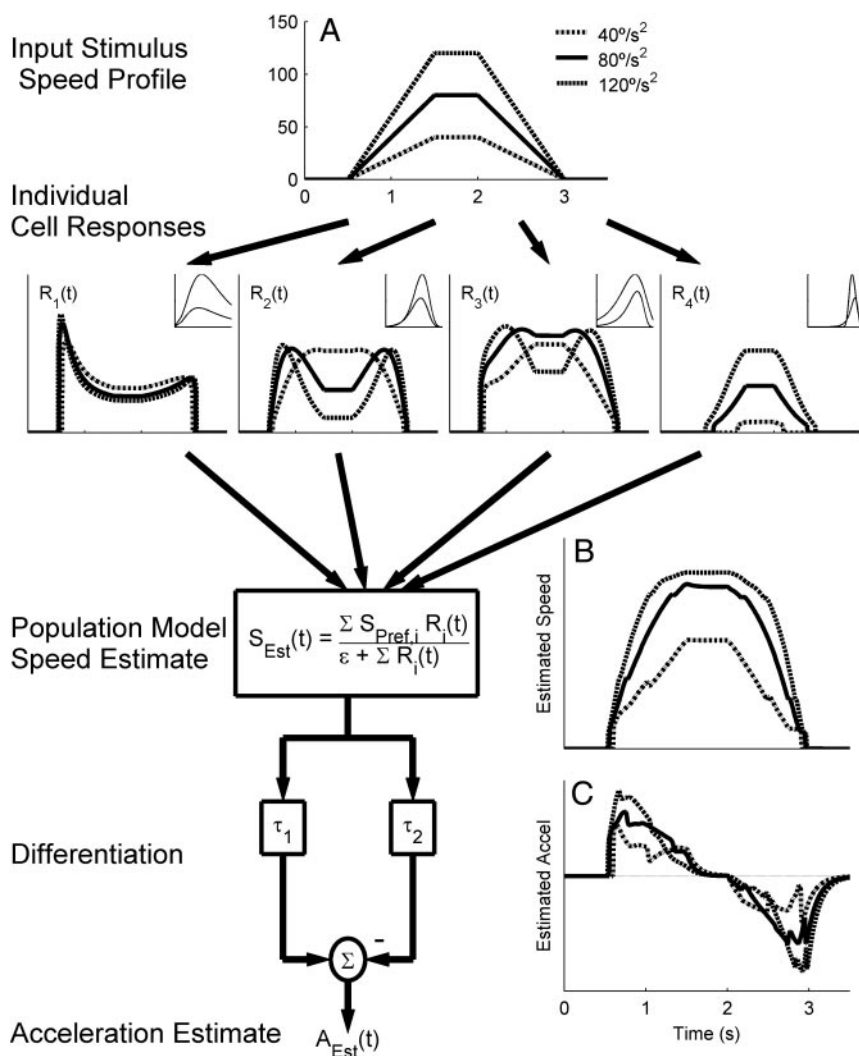 Input Stimulus
Speed Profile
A
150
100
50
0
0 1 2 3
40º/s²
80º/s²
120º/s²
Individual
Cell Responses
R₁(t)
R₂(t)
R₃(t)
R₄(t)
Population Model
Speed Estimate
S_Est(t) = Σ S_Pref,i R_i(t) / ε + Σ R_i(t)
B
Estimated Speed
Differentiation
τ₁
τ₂
Σ
-
C
Estimated Accel
0 1 2 3
Time (s)
Acceleration Estimate
A_Est(t)